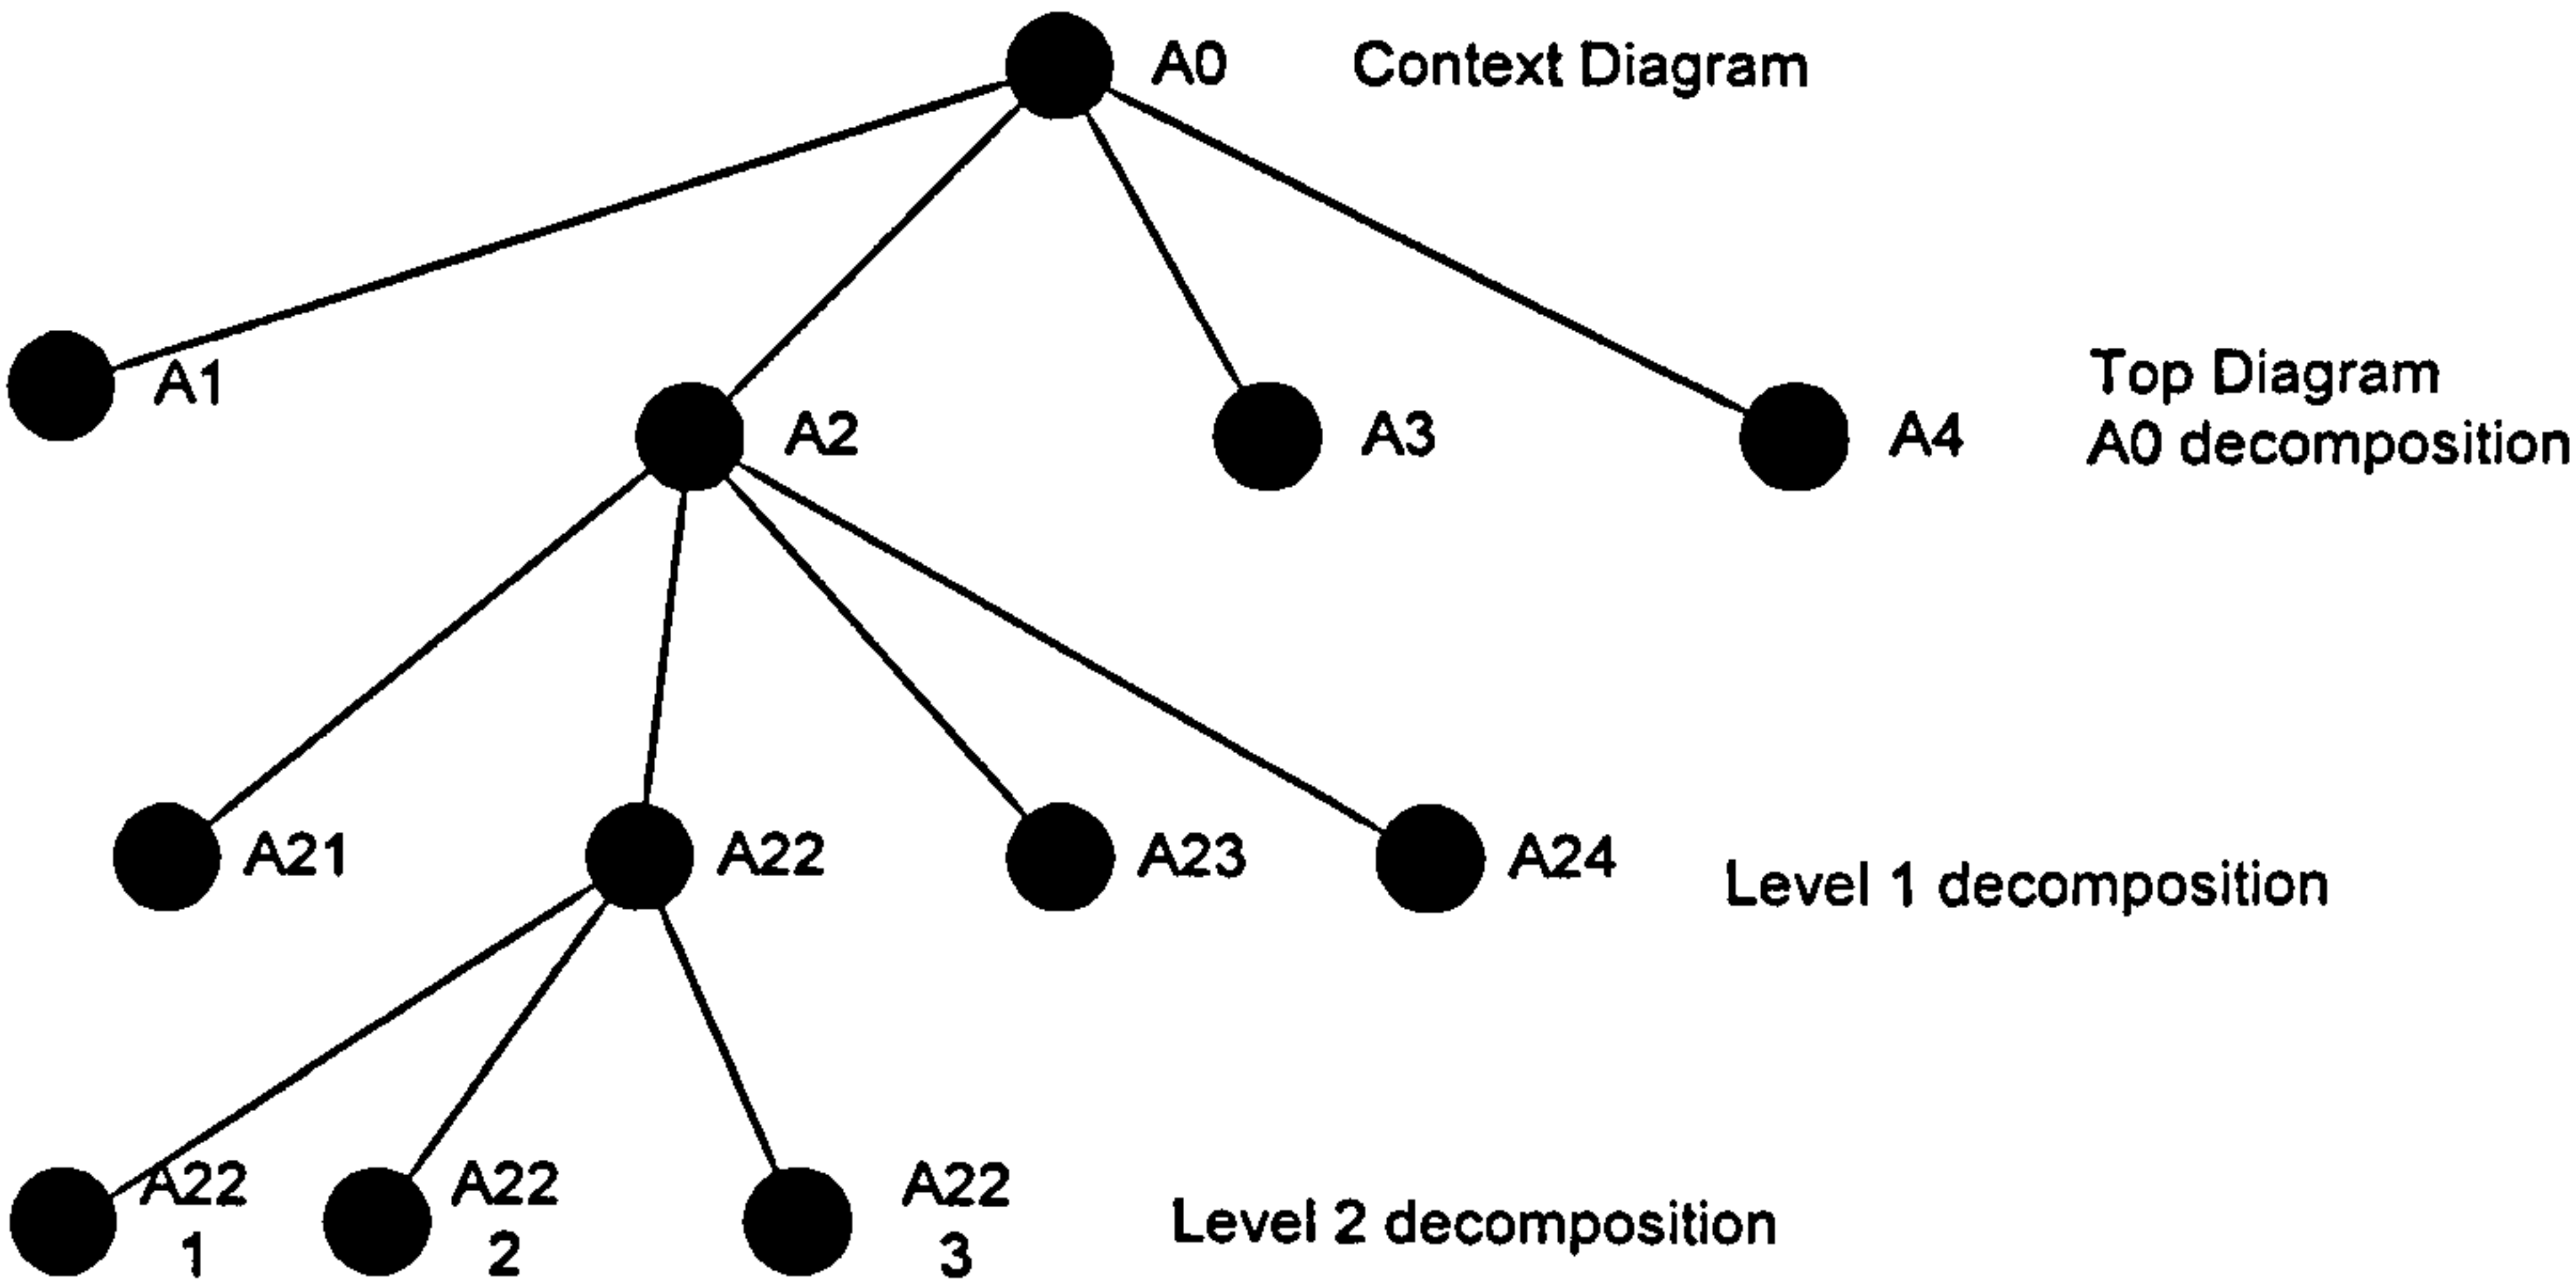 A0 Context Diagram
A1
A2
A3
A4
Top Diagram
A0 decomposition
A21
A22
A23
A24
Level 1 decomposition
A22
1
A22
2
A22
3
Level 2 decomposition